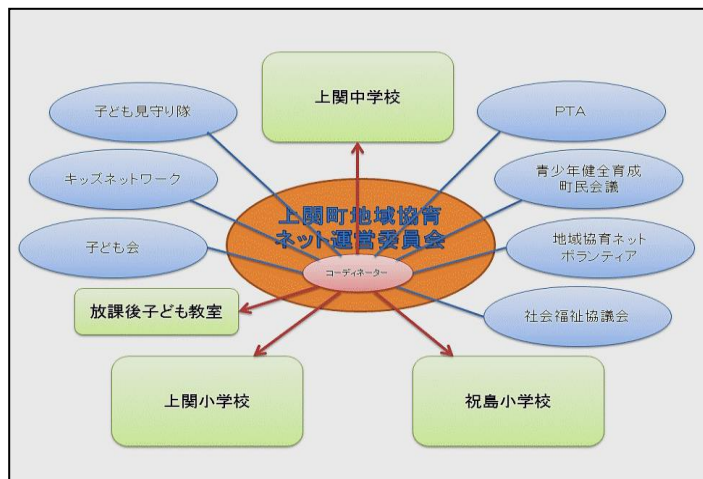 上関中学校
子ども見守り隊
PTA
キッズネットワーク
青少年健全育成
町民会議
上関町地域協育
ネット運営委員会
子ども会
地域協育ネット
ボランティア
コーディネーター
放課後子ども教室
社会福祉協議会
上関小学校
祝島小学校